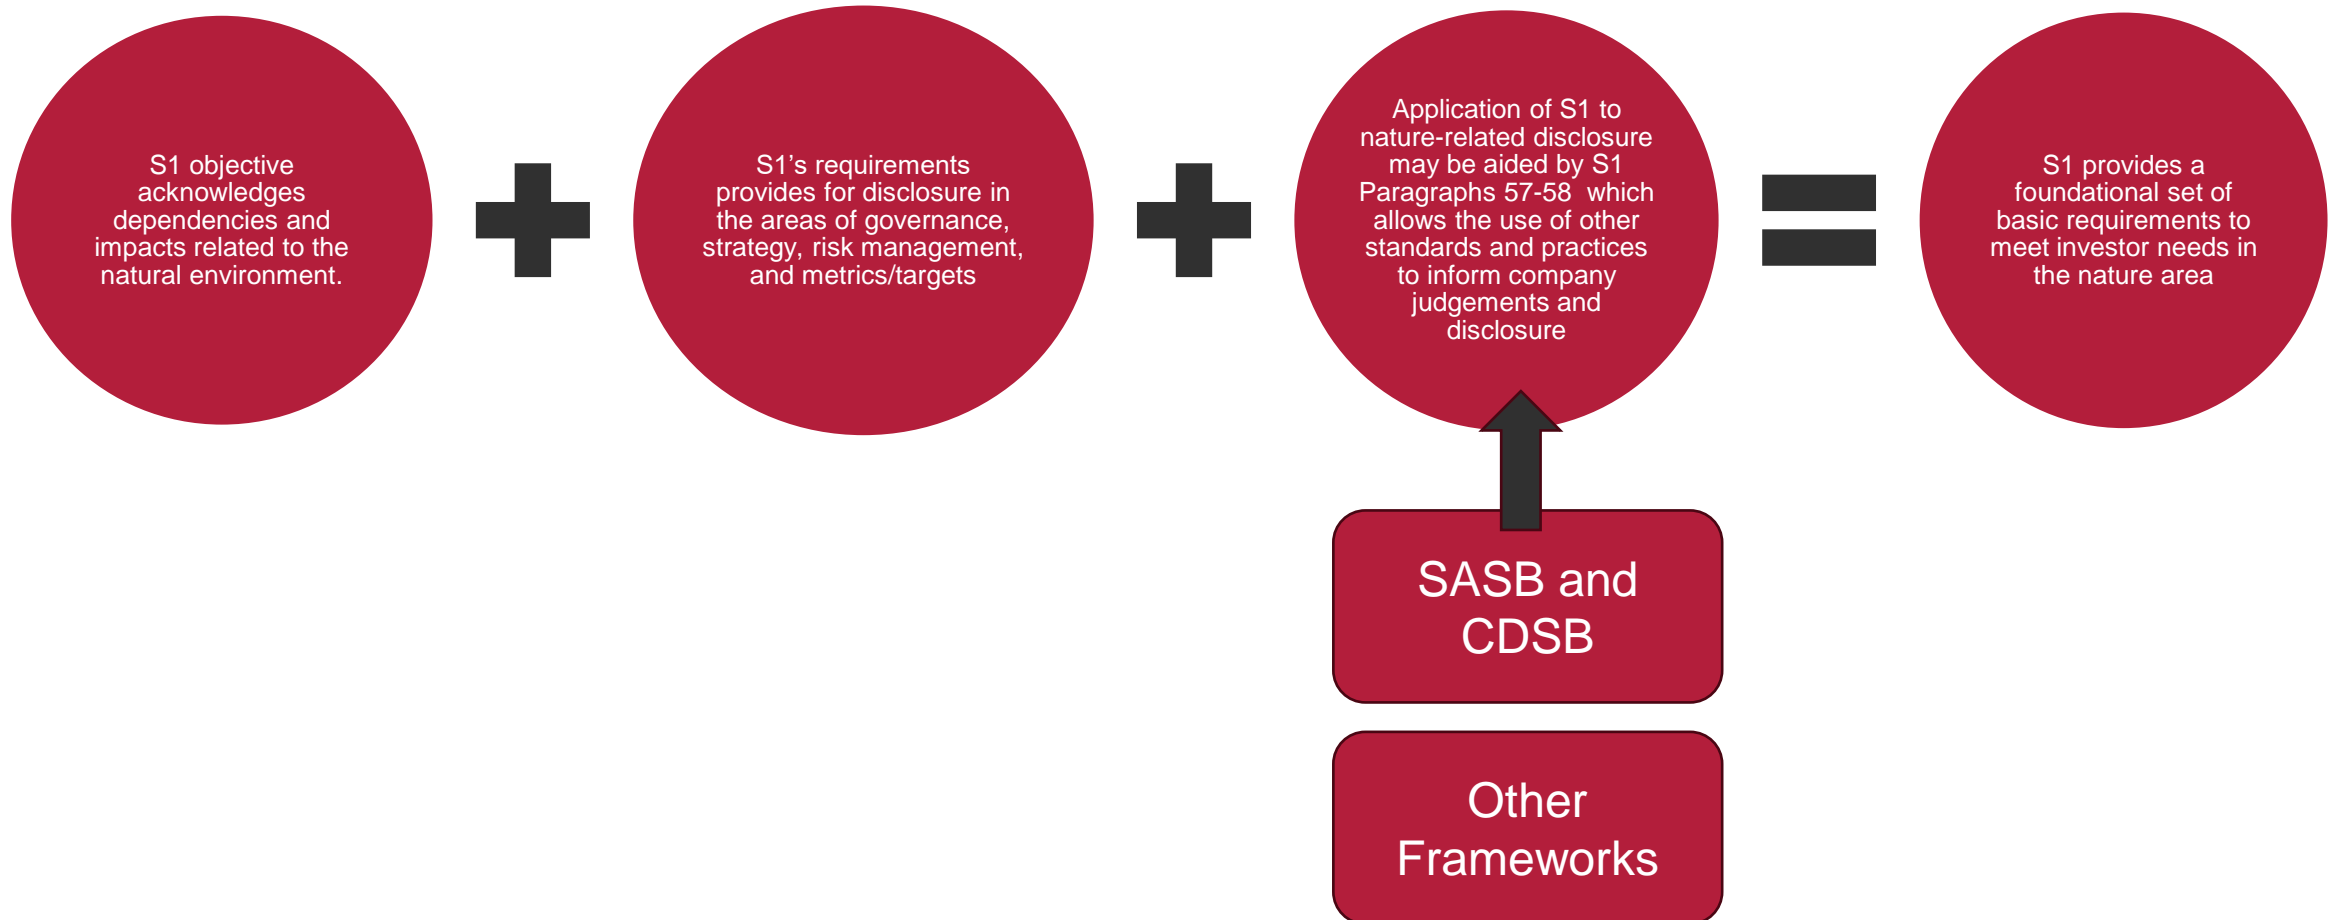 S1 objective
acknowledges
dependencies and
impacts related to the
natural environment.
S1’s requirements
provides for disclosure in
the areas of governance,
strategy, risk management,
and metrics/targets
Application of S1 to
nature-related disclosure
may be aided by S1
Paragraphs 57-58 which
allows the use of other
standards and practices
to inform company
judgements and
disclosure
S1 provides a
foundational set of
basic requirements to
meet investor needs in
the nature area
SASB and
CDSB
Other
Frameworks